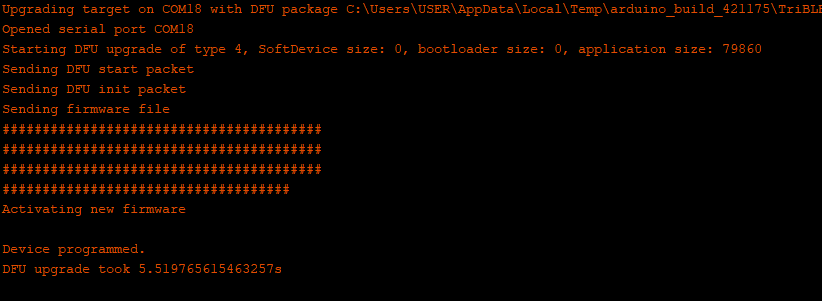 Upgrading target on COM18 with DFU package C:\Users\USER\AppData\Local\Temp\arduino_build_421175\TriBLE
Opened serial port COM18
Starting DFU upgrade of type 4, SoftDevice size: 0, bootloader size: 0, application size: 79860
Sending DFU start packet
Sending DFU init packet
Sending firmware file
########################################
########################################
########################################
####################################
Activating new firmware
Device programmed.
DFU upgrade took 5.519765615463257s